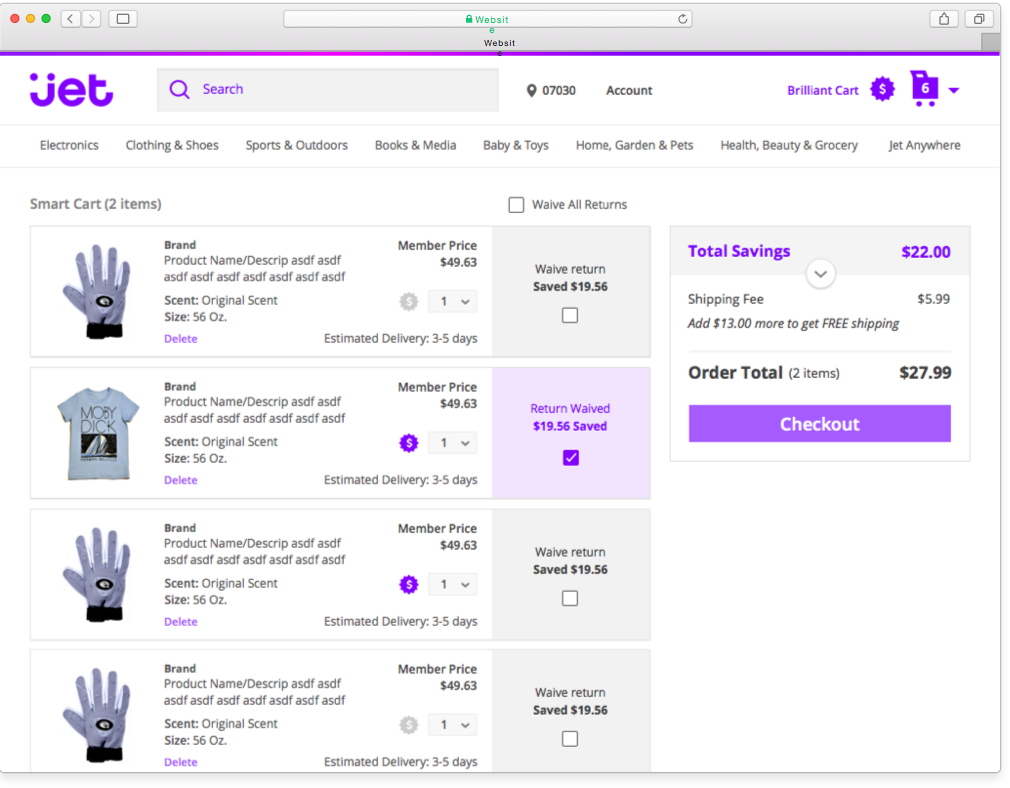 Websit
e
Websit
e
jet
Search
07030
Account
Brilliant Cart
$
6
Electronics
Clothing & Shoes
Sports & Outdoors
Books & Media
Baby & Toys
Home, Garden & Pets
Health, Beauty & Grocery
Jet Anywhere
Smart Cart (2 items)
Waive All Returns
Brand
Member Price
Product Name/Descrip asdf asdf
$49.63
asdf asdf asdf asdf asdf asdf asdf
Scent: Original Scent
$
1
Size: 56 Oz.
Delete
Estimated Delivery: 3-5 days
Waive return
Saved $19.56
MOBY
DICK
Brand
Member Price
Product Name/Descrip asdf asdf
$49.63
asdf asdf asdf asdf asdf asdf asdf
Scent: Original Scent
$
1
Size: 56 Oz.
Delete
Estimated Delivery: 3-5 days
Return Waived
$19.56 Saved
Brand
Member Price
Product Name/Descrip asdf asdf
$49.63
asdf asdf asdf asdf asdf asdf asdf
Scent: Original Scent
$
1
Size: 56 Oz.
Delete
Estimated Delivery: 3-5 days
Waive return
Saved $19.56
Brand
Member Price
Product Name/Descrip asdf asdf
$49.63
asdf asdf asdf asdf asdf asdf asdf
Scent: Original Scent
$
1
Size: 56 Oz.
Delete
Estimated Delivery: 3-5 days
Waive return
Saved $19.56
Total Savings
$22.00
Shipping Fee
$5.99
Add $13.00 more to get FREE shipping
Order Total (2 items)
$27.99
Checkout